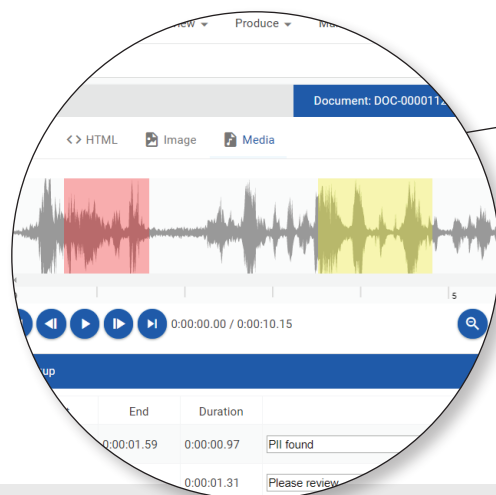 Produce
Document: DOC-0000112
<> HTML Image Media
5
0:00:00.00 / 0:00:10.15
End Duration
0:00:01.59 0:00:00.97 PII found
0:00:01.31 Please review